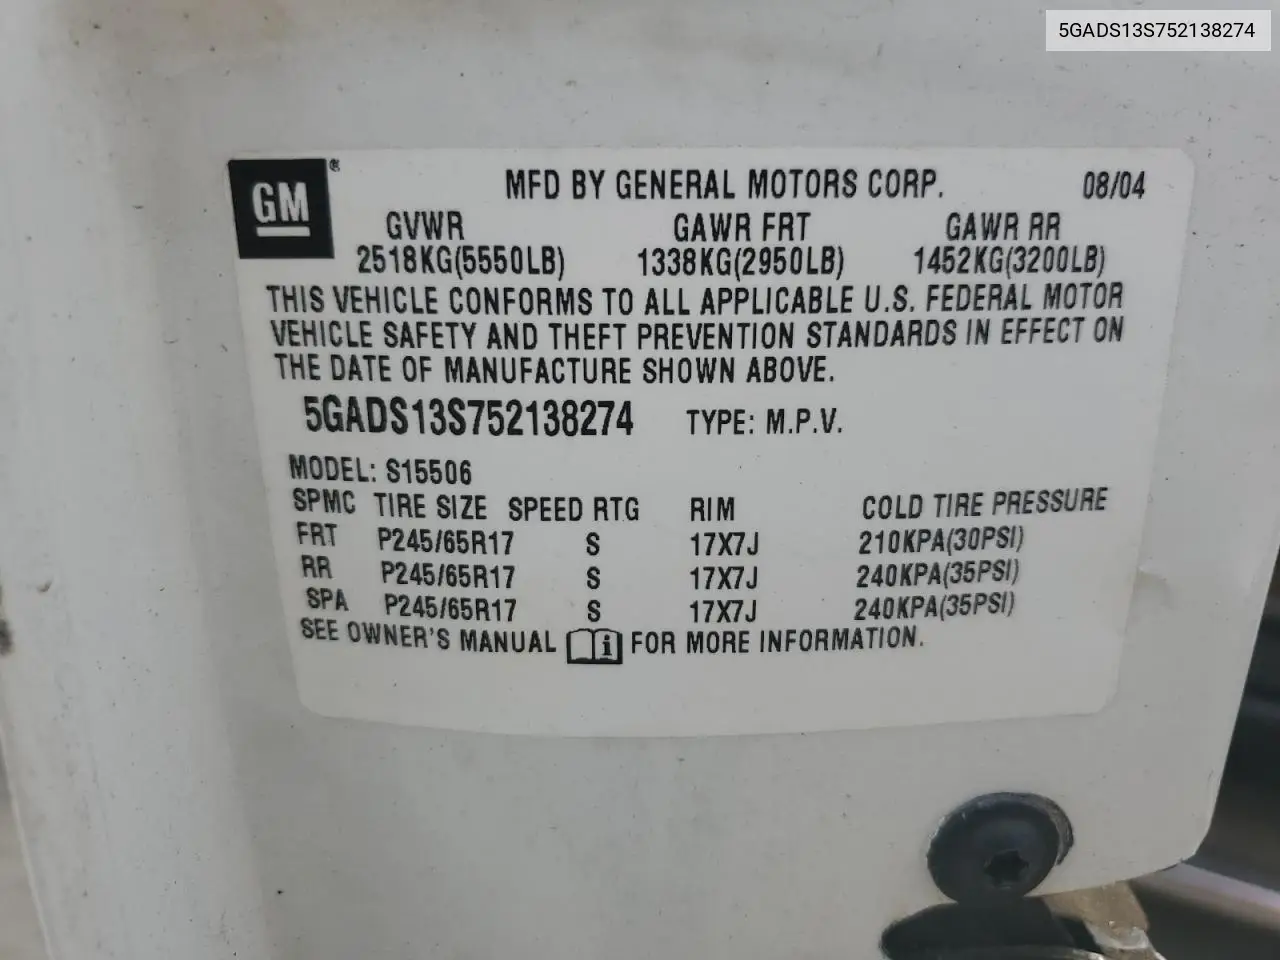 5GADS13S752138274
GM®
MFD BY GENERAL MOTORS CORP. 08/04
GVWR GAWR FRT GAWR RR
2518KG(5550LB) 1338KG(2950LB) 1452KG(3200LB)
THIS VEHICLE CONFORMS TO ALL APPLICABLE U.S. FEDERAL MOTOR
VEHICLE SAFETY AND THEFT PREVENTION STANDARDS IN EFFECT ON
THE DATE OF MANUFACTURE SHOWN ABOVE.
5GADS13S752138274 TYPE: M.P.V.
MODEL: S15506
SPMC TIRE SIZE SPEED RTG RIM COLD TIRE PRESSURE
FRT P245/65R17 S 17X7J 210KPA(30PSI)
RR P245/65R17 S 17X7J 240KPA(35PSI)
SPA P245/65R17 S 17X7J 240KPA(35PSI)
SEE OWNER'S MANUAL i FOR MORE INFORMATION.